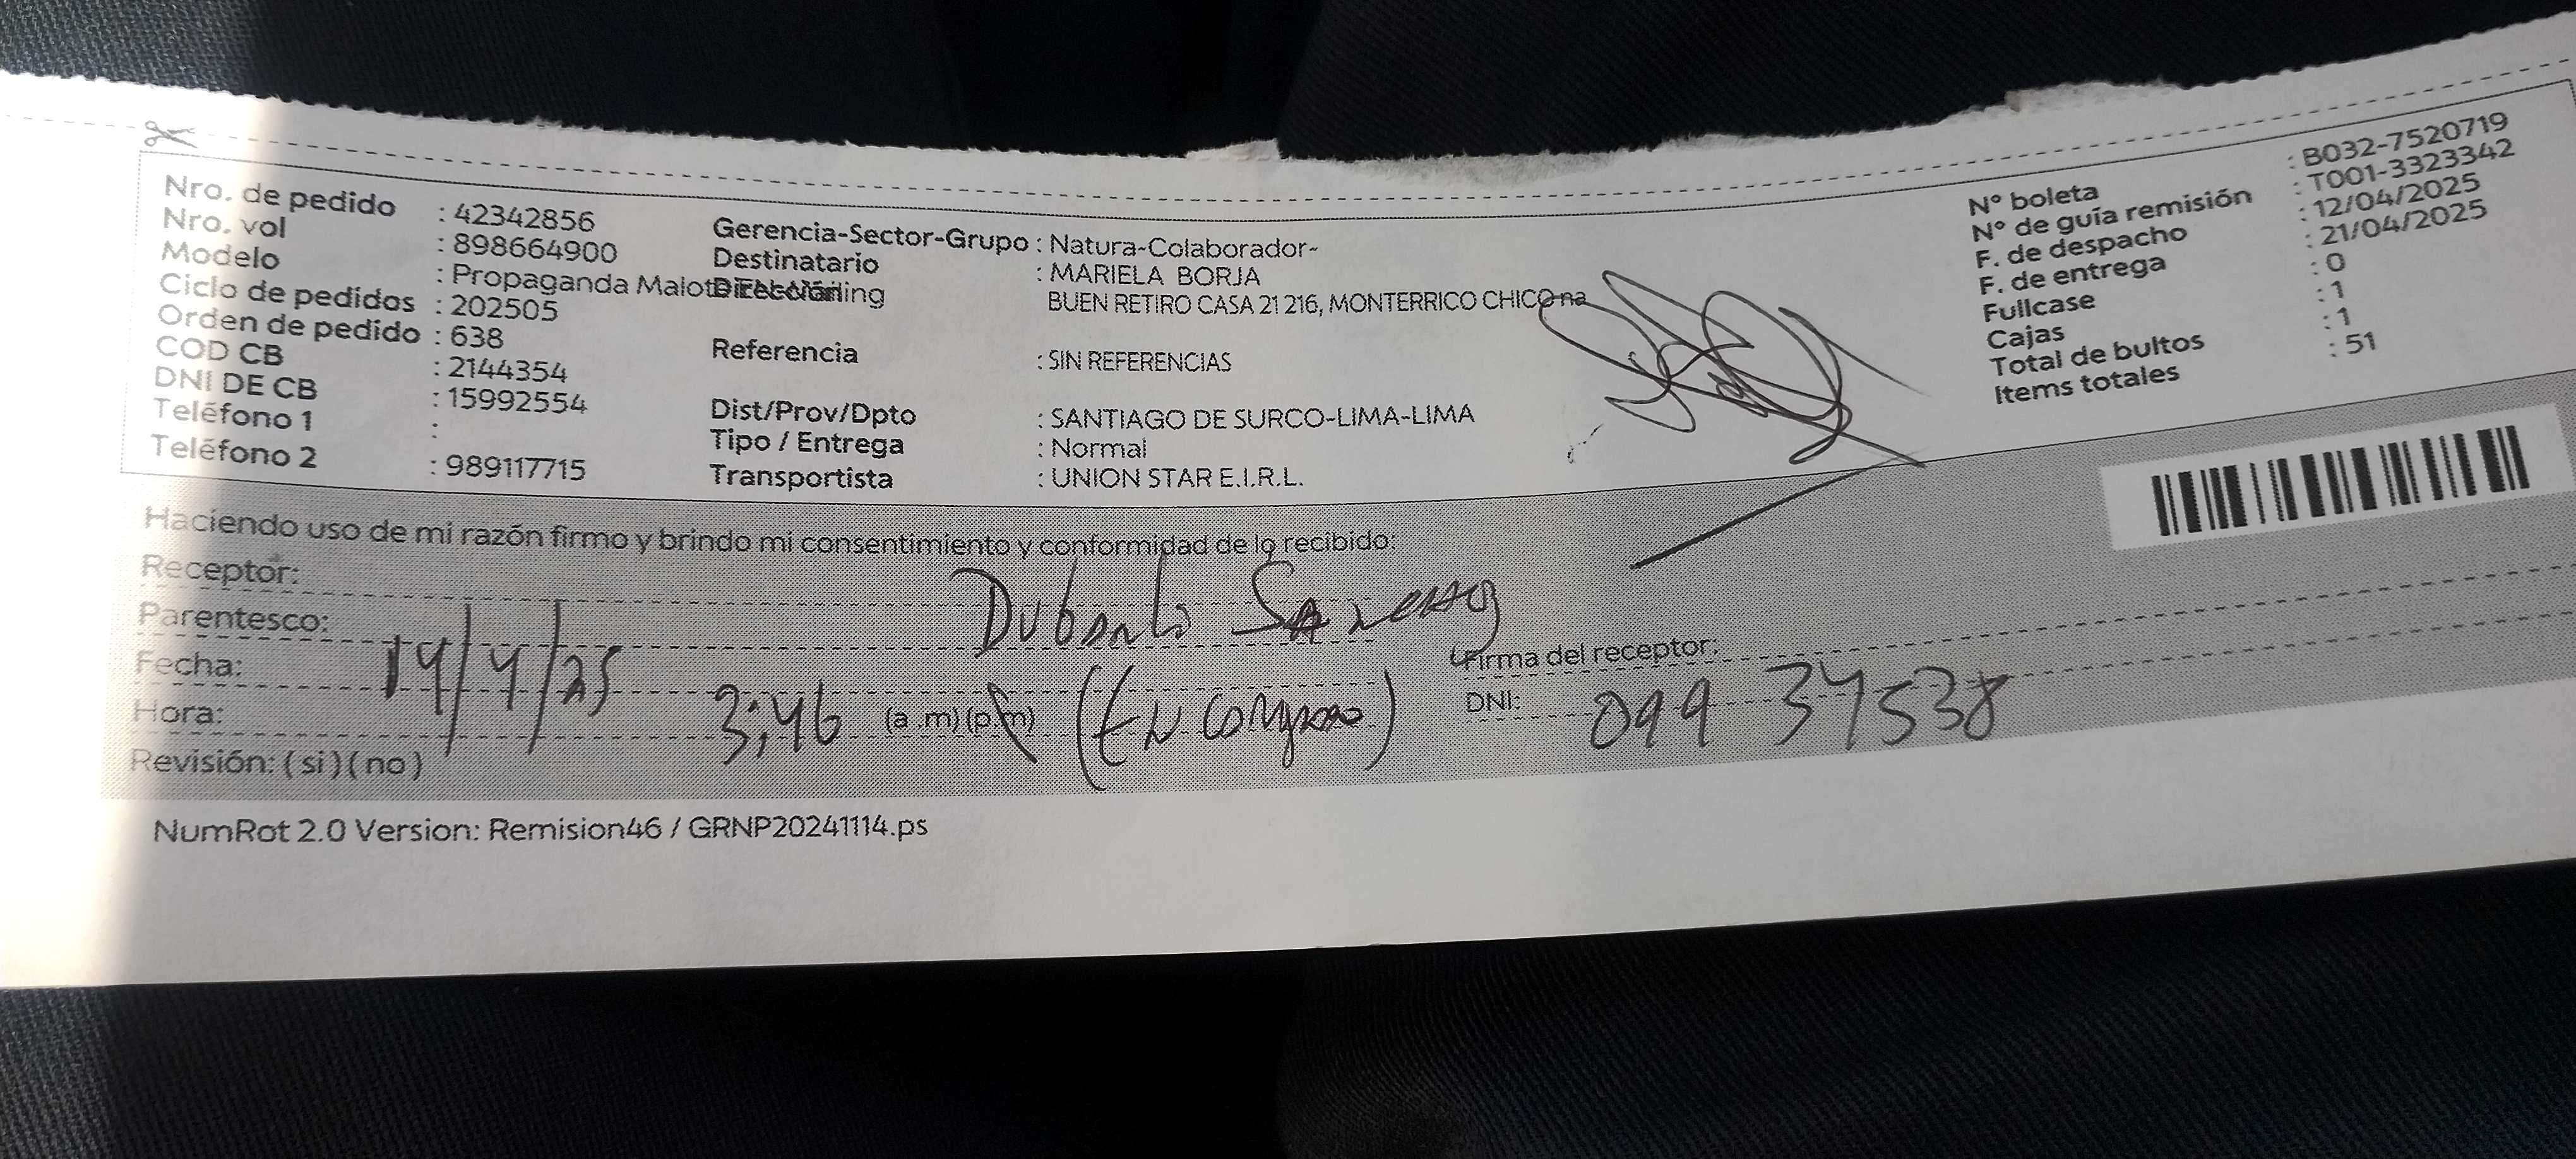 Nro. de pedido : 42342856
Nro. vol : 898664900
Modelo : Propaganda Malote
Ciclo de pedidos : 202505
Orden de pedido : 638
COD CB : 2144354
DNI DE CB : 15992554
Teléfono 1 :
Teléfono 2 : 989117715
Gerencia-Sector-Grupo : Natura-Colaborador-
Destinatario : MARIELA BORJA
Dirección BUEN RETIRO CASA 21 216, MONTERRICO CHICO na
Referencia : SIN REFERENCIAS
Dist/Prov/Dpto : SANTIAGO DE SURCO-LIMA-LIMA
Tipo / Entrega : Normal
Transportista : UNION STAR E.I.R.L.
N° boleta : B032-7520719
N° de guía remisión : T001-3323342
F. de despacho : 12/04/2025
F. de entrega : 21/04/2025
Fullcase : 0
Cajas : 1
Total de bultos : 1
Items totales : 51
Haciendo uso de mi razón firmo y brindo mi consentimiento y conformidad de lo recibido:
Receptor:
Parentesco:
Fecha: 14/4/25
Firma del receptor:
Hora: 3:46 (a .m) (p.m)
DNI: 09937538
Revisión: ( si ) ( no )
NumRot 2.0 Version: Remision46 / GRNP20241114.ps